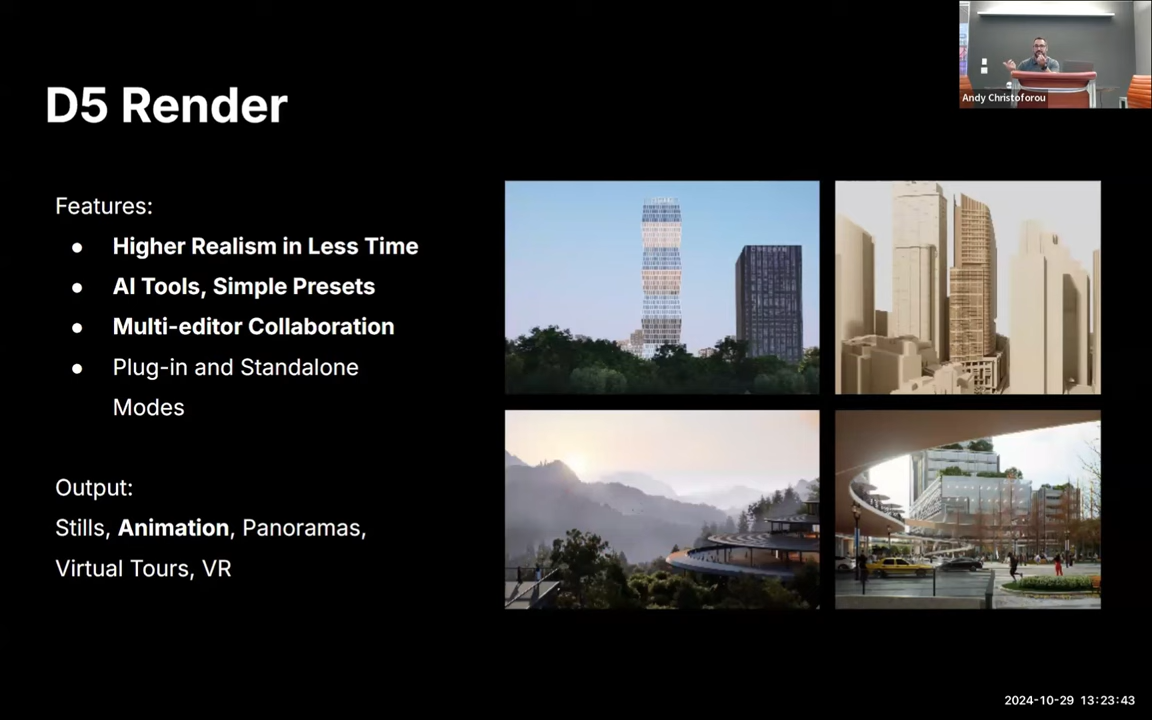 Andy Christoforou
D5 Render
Features:
● Higher Realism in Less Time
● AI Tools, Simple Presets
● Multi-editor Collaboration
● Plug-in and Standalone
Modes
Output:
Stills, Animation, Panoramas,
Virtual Tours, VR
2024-10-29 13:23:43